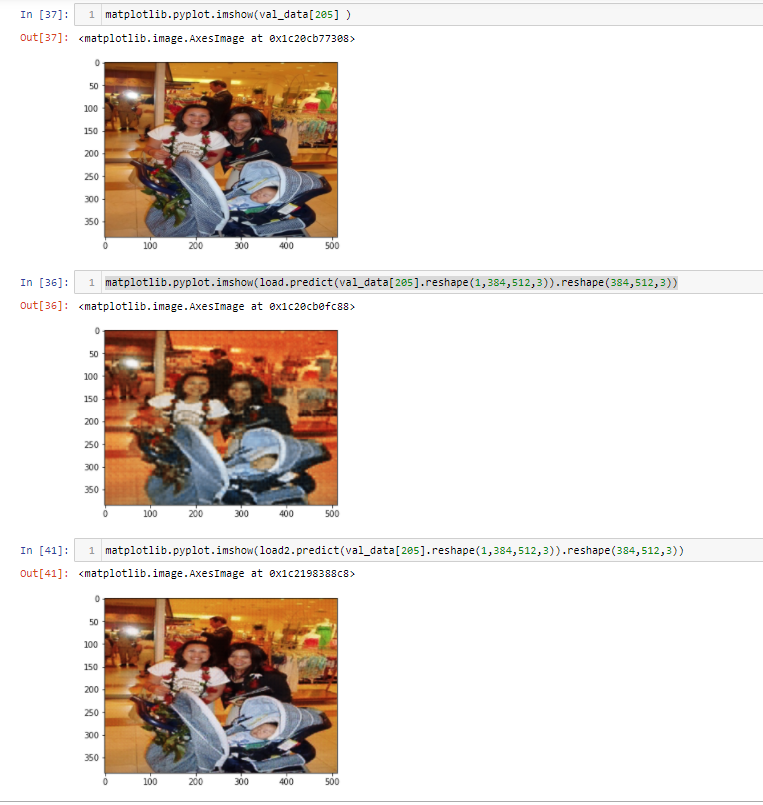 In [37]: 1 matplotlib.pyplot.imshow(val_data[205] )
Out[37]: <matplotlib.image.AxesImage at 0x1c20cb77308>
0
50
100
150
200
250
300
350
0 100 200 300 400 500
In [36]: 1 matplotlib.pyplot.imshow(load.predict(val_data[205].reshape(1,384,512,3)).reshape(384,512,3))
Out[36]: <matplotlib.image.AxesImage at 0x1c20cb0fc88>
0
50
100
150
200
250
300
350
0 100 200 300 400 500
In [41]: 1 matplotlib.pyplot.imshow(load2.predict(val_data[205].reshape(1,384,512,3)).reshape(384,512,3))
Out[41]: <matplotlib.image.AxesImage at 0x1c2198388c8>
0
50
100
150
200
250
300
350
0 100 200 300 400 500